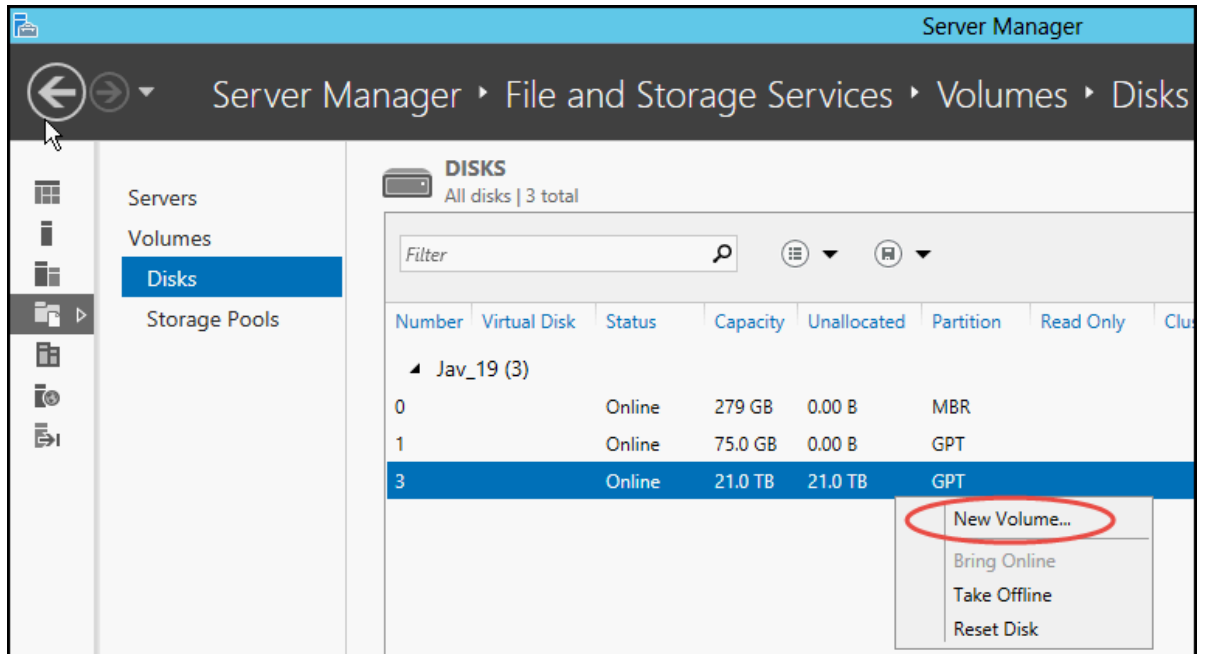 Server Manager
Server Manager ‣ File and Storage Services ‣ Volumes ‣ Disks
Servers
Volumes
Disks
Storage Pools
DISKS
All disks | 3 total
Filter
Number Virtual Disk Status Capacity Unallocated Partition Read Only Clus
Jav_19 (3)
0 Online 279 GB 0.00 B MBR
1 Online 75.0 GB 0.00 B GPT
3 Online 21.0 TB 21.0 TB GPT
New Volume...
Bring Online
Take Offline
Reset Disk